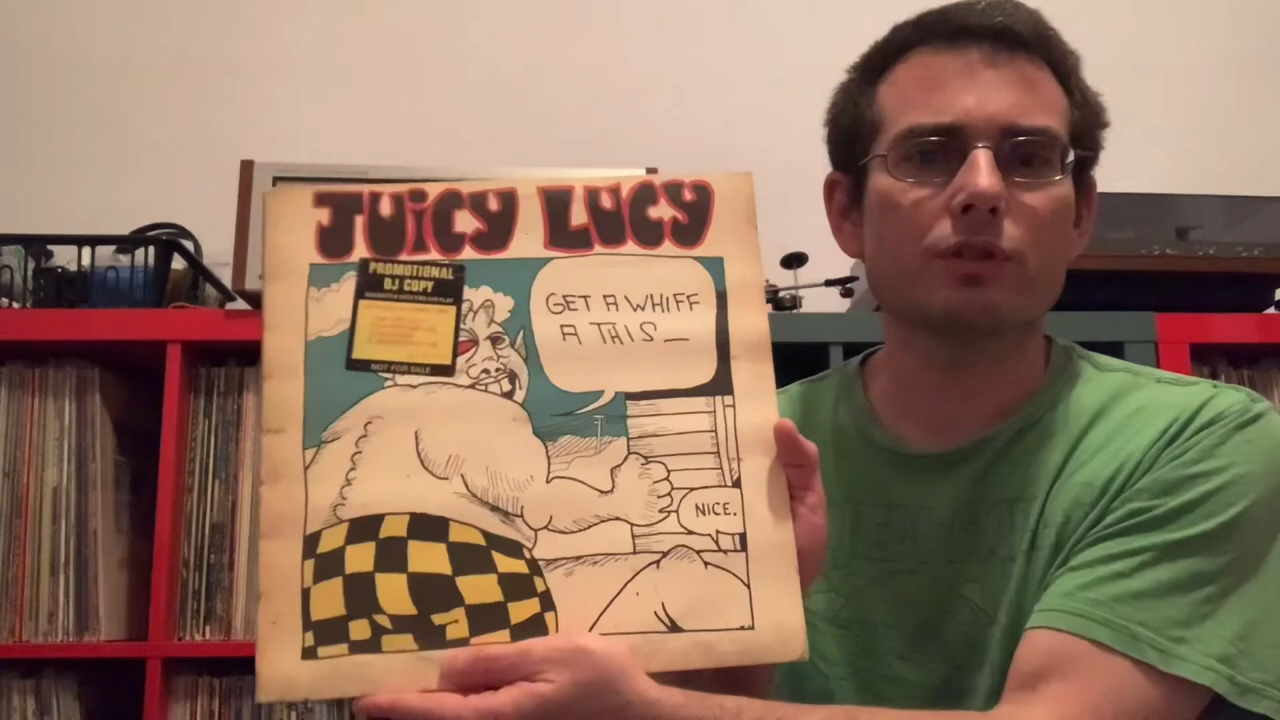 JUiCY LUCY
PROMOTIONAL
DJ COPY
NOT FOR SALE
GET A WHIFF
A THIS_
NICE.